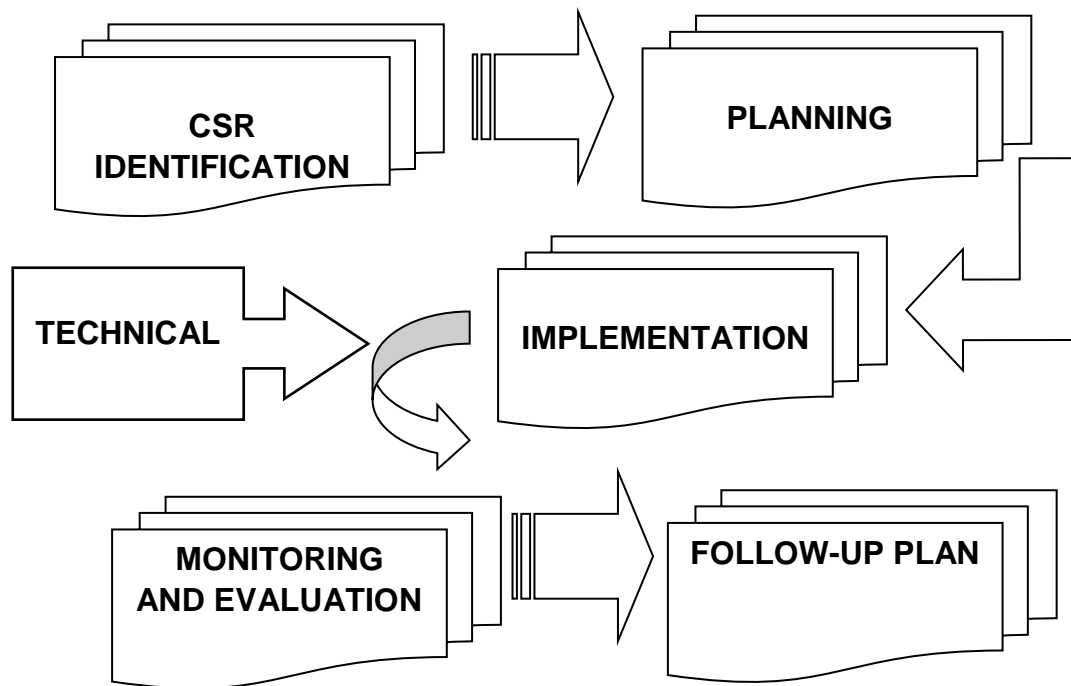 CSR
IDENTIFICATION
PLANNING
TECHNICAL
IMPLEMENTATION
MONITORING
AND EVALUATION
FOLLOW-UP PLAN